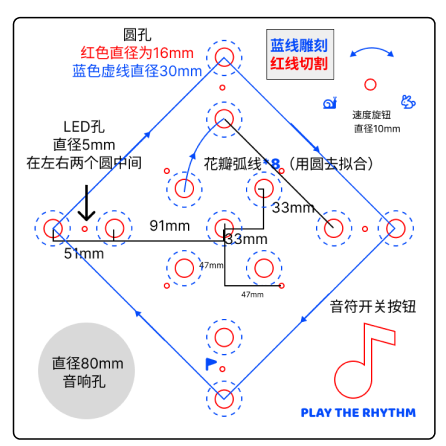 圆孔
红色直径为16mm
蓝色虚线直径30mm
蓝线雕刻
红线切割
速度旋钮
直径10mm
LED孔
直径5mm
在左右两个圆中间
花瓣弧线*8（用圆去拟合）
33mm
91mm
33mm
51mm
47mm
47mm
直径80mm
音响孔
音符开关按钮
PLAY THE RHYTHM